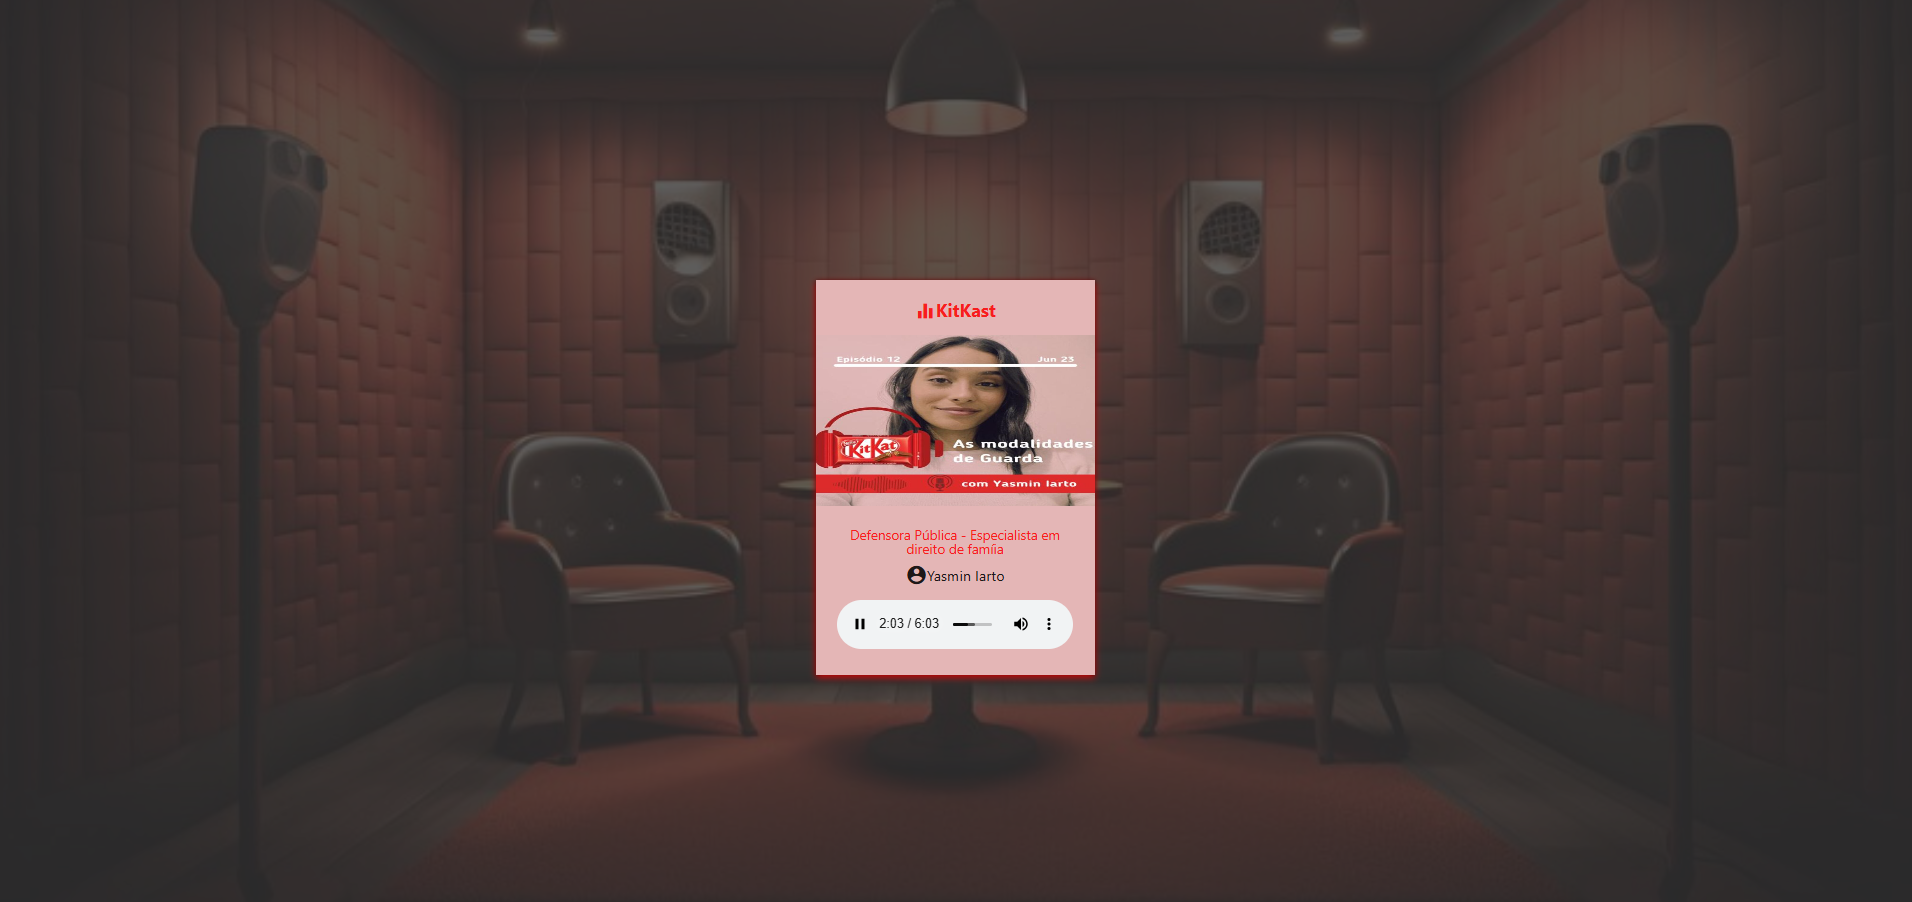 KitKast
Episódio 12 Jun 23
KitKat
As modalidades
de Guarda
com Yasmin Iarto
Defensora Pública - Especialista em
direito de famíia
Yasmin Iarto
2:03 / 6:03